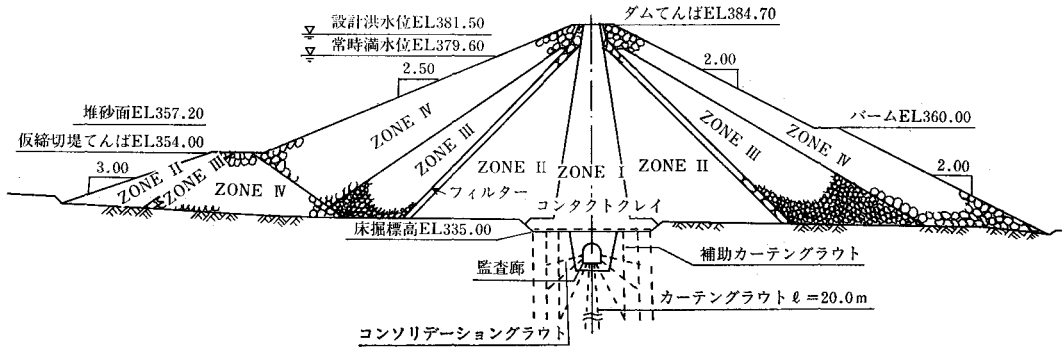 設計洪水位EL381.50
常時満水位EL379.60
ダムてんばEL384.70
2.50
2.00
堆砂面EL357.20
仮締切堤てんばEL354.00
バームEL360.00
3.00
2.00
ZONE II
ZONE III
ZONE IV
ZONE IV
ZONE III
フィルター
ZONE II
ZONE I
ZONE II
ZONE III
ZONE IV
コンタクトクレイ
床掘標高EL335.00
監査廊
補助カーテングラウト
カーテングラウトℓ=20.0m
コンソリデーショングラウト